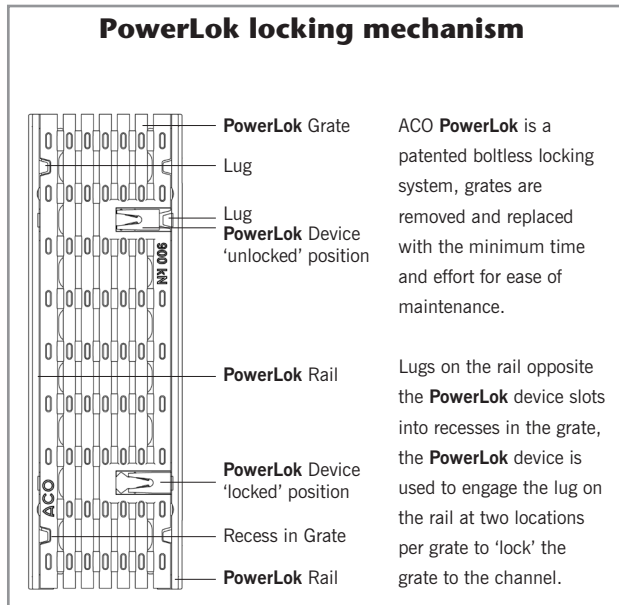 PowerLok locking mechanism
PowerLok Grate
Lug
Lug
PowerLok Device
'unlocked' position
900 kN
PowerLok Rail
PowerLok Device
'locked' position
ACO
Recess in Grate
PowerLok Rail
ACO PowerLok is a
patented boltless locking
system, grates are
removed and replaced
with the minimum time
and effort for ease of
maintenance.
Lugs on the rail opposite
the PowerLok device slots
into recesses in the grate,
the PowerLok device is
used to engage the lug on
the rail at two locations
per grate to 'lock' the
grate to the channel.